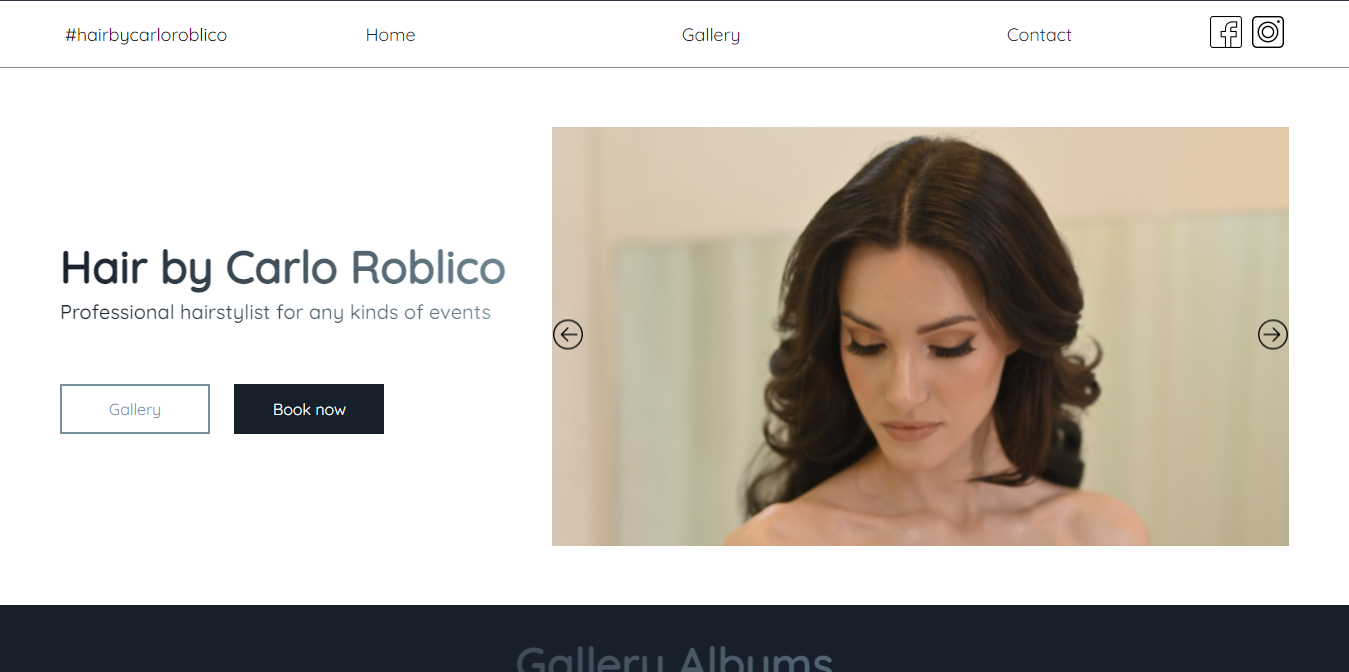 #hairbycarloroblico Home Gallery Contact
Hair by Carlo Roblico
Professional hairstylist for any kinds of events
Gallery Book now
Gallery Albums